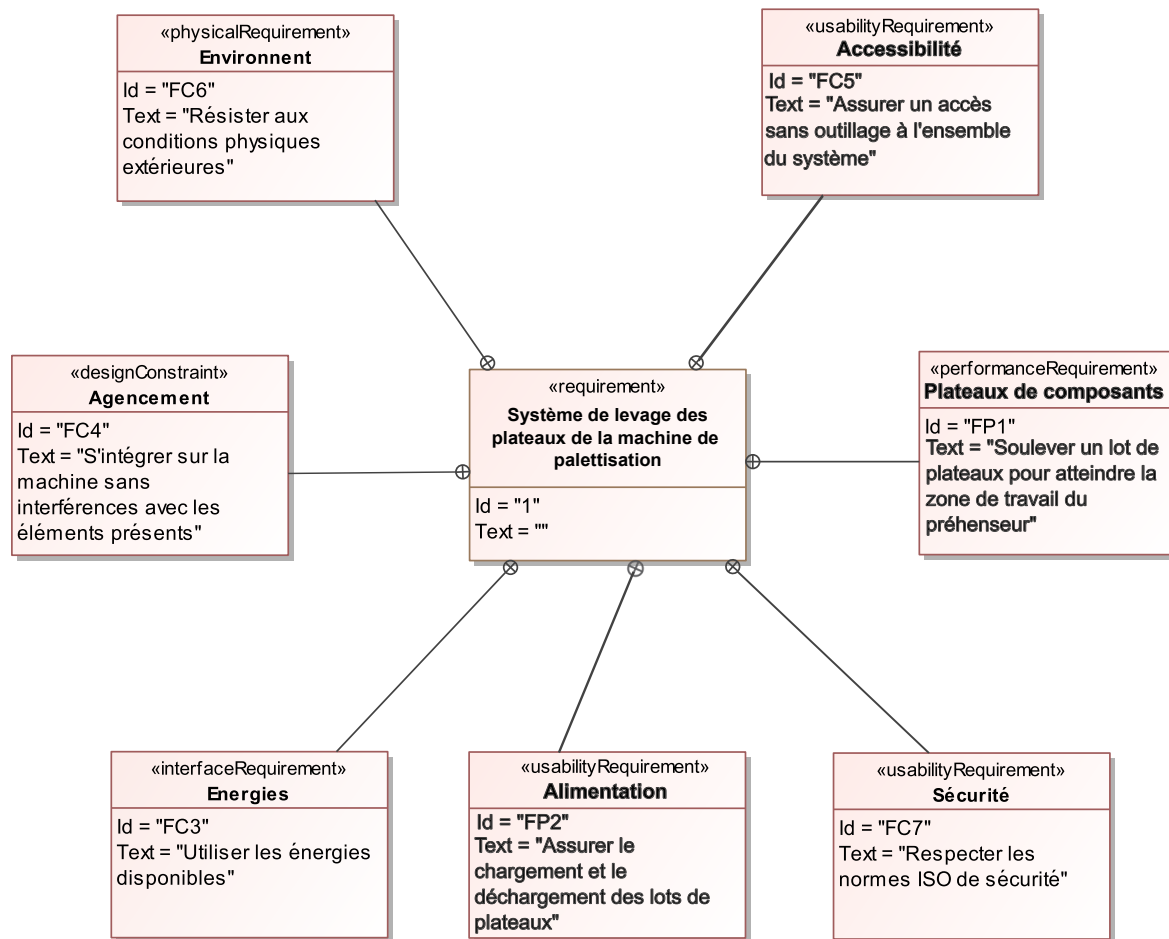 «physicalRequirement»
Environnent
Id = "FC6"
Text = "Résister aux
conditions physiques
extérieures"
«usabilityRequirement»
Accessibilité
Id = "FC5"
Text = "Assurer un accès
sans outillage à l'ensemble
du système"
«designConstraint»
Agencement
Id = "FC4"
Text = "S'intégrer sur la
machine sans
interférences avec les
éléments présents"
«requirement»
Système de levage des
plateaux de la machine de
palettisation
Id = "1"
Text = ""
«performanceRequirement»
Plateaux de composants
Id = "FP1"
Text = "Soulever un lot de
plateaux pour atteindre la
zone de travail du
préhenseur"
«interfaceRequirement»
Energies
Id = "FC3"
Text = "Utiliser les énergies
disponibles"
«usabilityRequirement»
Alimentation
Id = "FP2"
Text = "Assurer le
chargement et le
déchargement des lots de
plateaux"
«usabilityRequirement»
Sécurité
Id = "FC7"
Text = "Respecter les
normes ISO de sécurité"